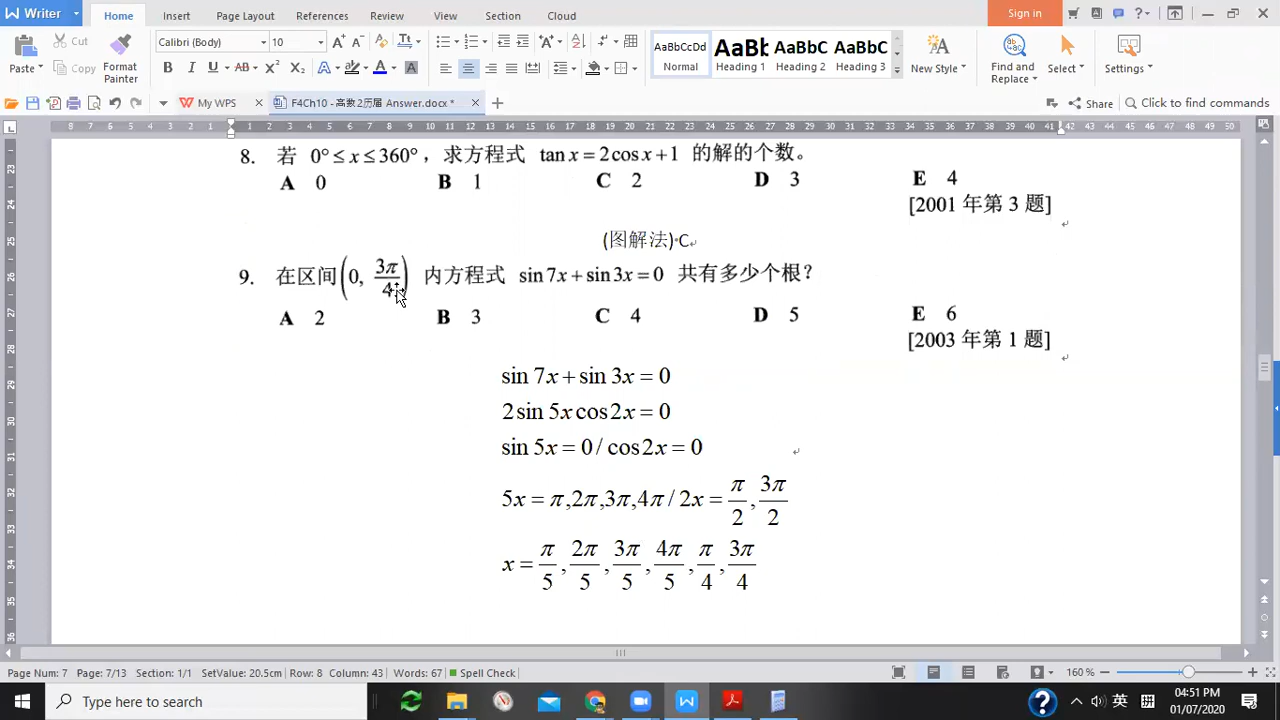 Writer
Home Insert Page Layout References Review View Section Cloud
Sign in
Paste Cut Copy Format Painter
Calibri (Body) 10
AaBbCcDd Normal
AaBb Heading 1
AaBbC Heading 2
AaBbC Heading 3
New Style Find and Replace Select Settings
My WPS F4Ch10 - 高数2历届 Answer.docx *
Share Click to find commands
8. 若 0° ≤ x ≤ 360°，求方程式 tan x = 2cos x + 1 的解的个数。
A 0 B 1 C 2 D 3 E 4
[2001 年第 3 题]
(图解法) C
9. 在区间 (0, 3π/4) 内方程式 sin 7x + sin 3x = 0 共有多少个根?
A 2 B 3 C 4 D 5 E 6
[2003 年第 1 题]
sin 7x + sin 3x = 0
2 sin 5x cos 2x = 0
sin 5x = 0 / cos 2x = 0
5x = π, 2π, 3π, 4π / 2x = π/2, 3π/2
x = π/5, 2π/5, 3π/5, 4π/5, π/4, 3π/4
Page Num: 7 Page: 7/13 Section: 1/1 SetValue: 20.5cm Row: 8 Column: 43 Words: 67 Spell Check 160 %
Type here to search
英 拼 04:51 PM
01/07/2020